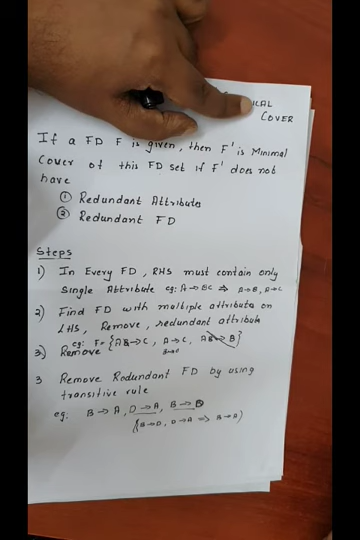 COVER
If a FD F is given, then F' is Minimal
Cover of this FD set if F' does not
have
① Redundant Attribute
② Redundant FD
Steps
1) In Every FD, RHS must contain only
Single Attribute eg: A→BC ⇒ A→B, A→C
2) Find FD with multiple attribute on
LHS, Remove, redundant attribute
eg: F= {AB→C, A→C, AB→B}
3) Remove
3 Remove Redundant FD by using
transitive rule
eg: B→A, D→A, B→D
(B→D, D→A ⇒ B→A)